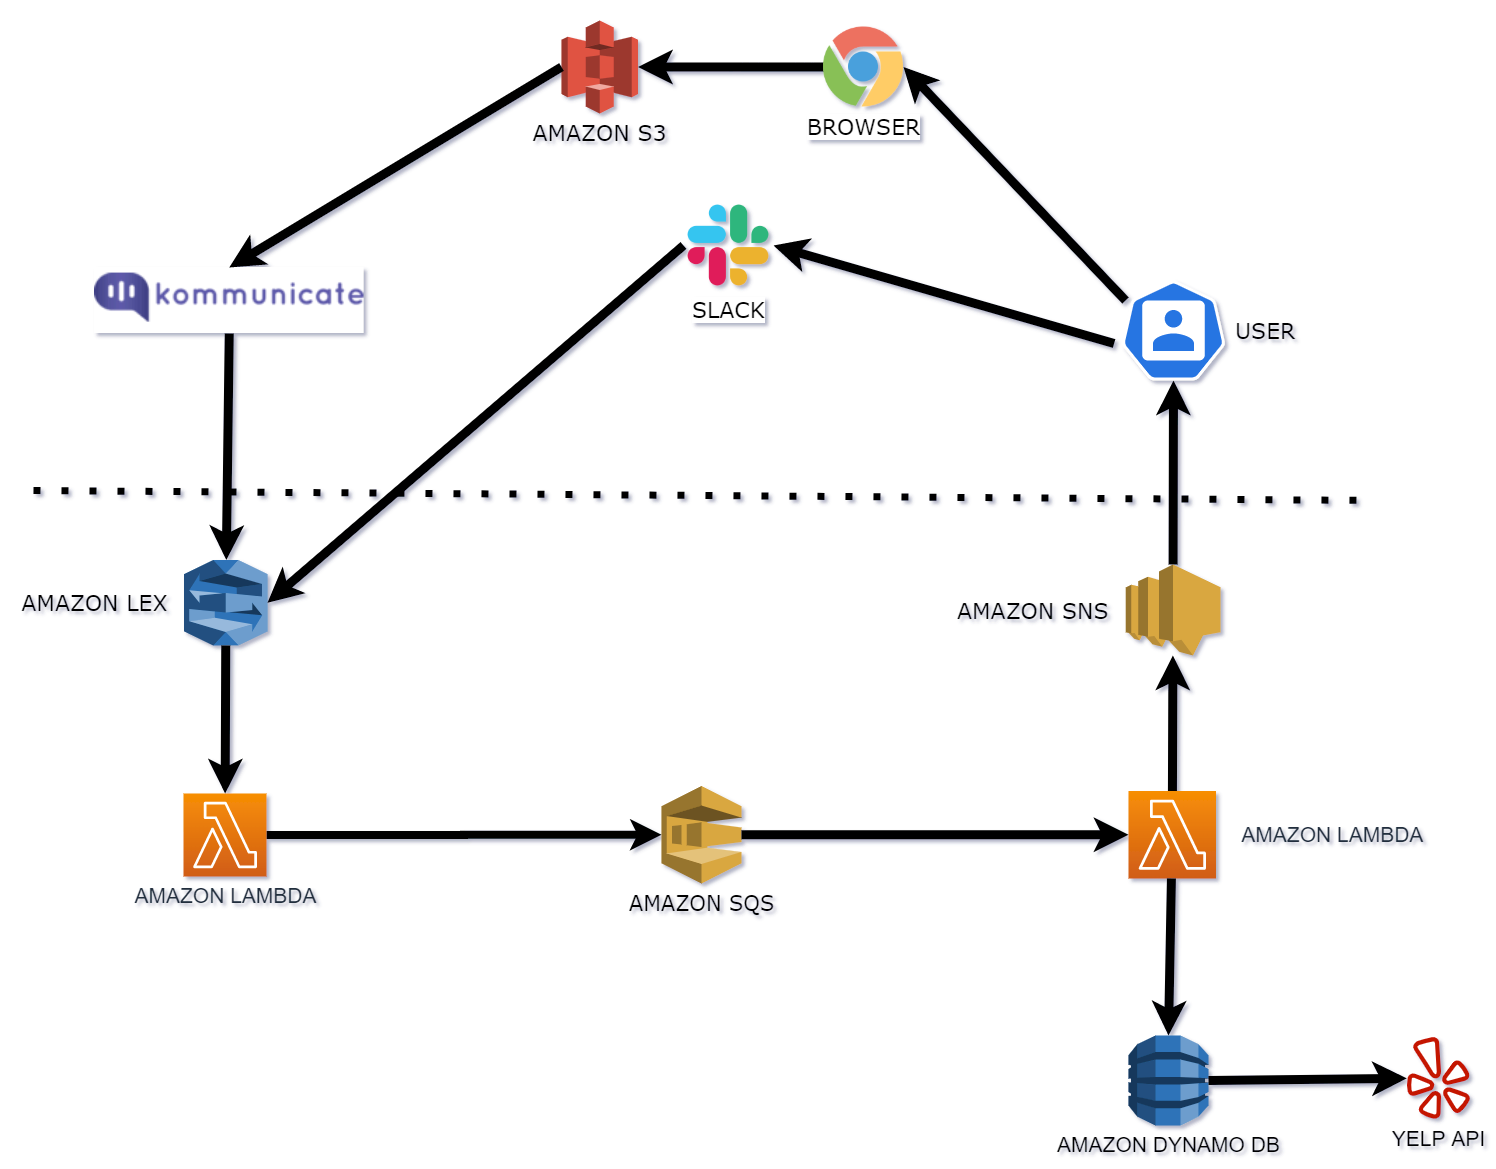 AMAZON S3
BROWSER
kommunicate
SLACK
USER
AMAZON LEX
AMAZON SNS
AMAZON LAMBDA
AMAZON SQS
AMAZON LAMBDA
AMAZON DYNAMO DB
YELP API